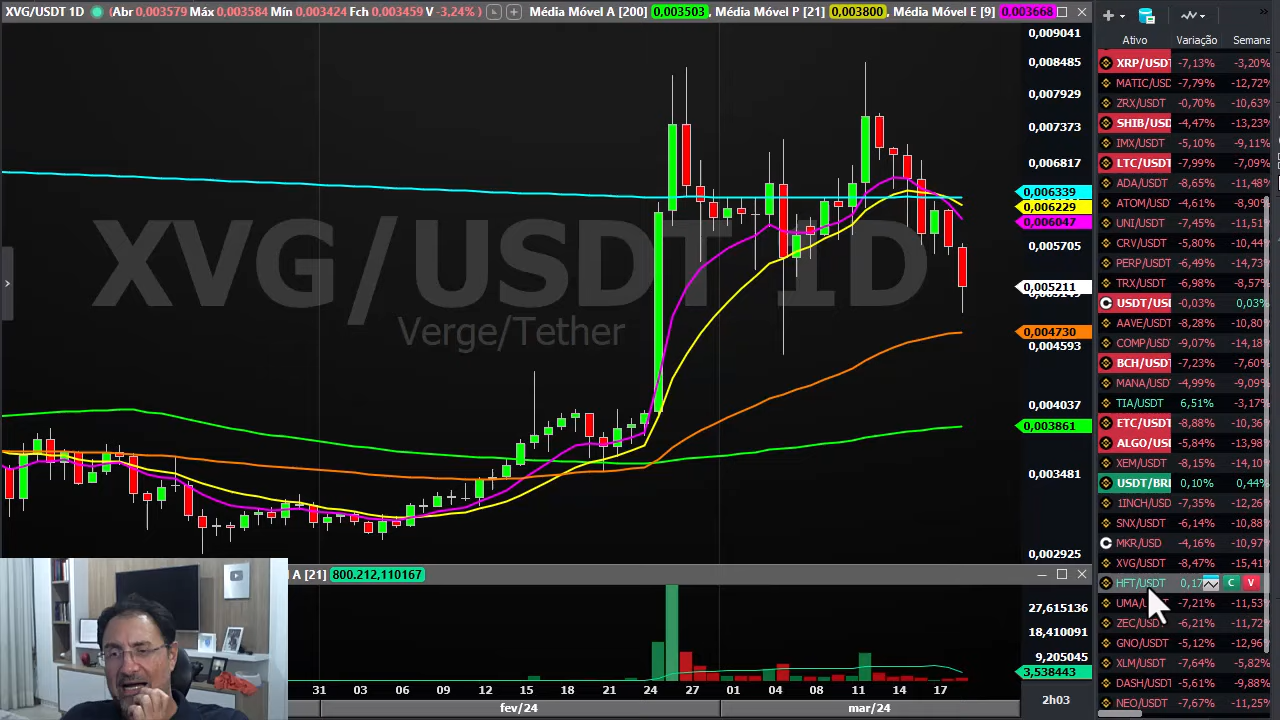 XVG/USDT 1D Abr 0,003579 Máx 0,003584 Mín 0,003424 Fch 0,003459 V -3,24% Média Móvel A [200] 0,003503, Média Móvel P [21] 0,003800, Média Móvel E [9] 0,003668
XVG/USDT 1D
Verge/Tether
0,009041
0,008485
0,007929
0,007373
0,006817
0,006339
0,006229
0,006047
0,005705
0,005211
0,004730
0,004593
0,004037
0,003861
0,003481
0,002925
A [21] 800.212,110167
27,615136
18,410091
9,205045
3,538443
31 03 06 09 12 15 18 21 24 27 01 04 08 11 14 17
fev/24 mar/24
2h03
Ativo Variação Semana
XRP/USDT -7,13% -3,20%
MATIC/USDT -7,79% -12,72%
ZRX/USDT -0,70% -10,63%
SHIB/USD -4,47% -13,23%
IMX/USDT -5,10% -9,11%
LTC/USDT -7,99% -7,09%
ADA/USDT -8,65% -11,48%
ATOM/USDT -4,61% -8,90%
UNI/USDT -7,45% -11,51%
CRV/USDT -5,80% -10,44%
PERP/USDT -6,49% -14,73%
TRX/USDT -6,98% -8,57%
USDT/USD -0,03% 0,03%
AAVE/USDT -8,28% -10,80%
COMP/USDT -9,07% -14,18%
BCH/USDT -7,23% -7,60%
MANA/USDT -4,99% -9,09%
TIA/USDT 6,51% -3,17%
ETC/USDT -8,88% -10,36%
ALGO/USD -5,84% -13,98%
XEM/USDT -8,15% -14,10%
USDT/BRL 0,10% 0,44%
1INCH/USDT -7,35% -12,26%
SNX/USDT -6,14% -10,88%
MKR/USD -4,16% -10,97%
XVG/USDT -8,47% -15,41%
HFT/USDT 0,17 C V
UMA/ T -7,21% -11,53%
ZEC/USDT -6,21% -11,72%
GNO/USDT -5,12% -12,96%
XLM/USDT -7,64% -5,82%
DASH/USDT -5,61% -9,88%
NEO/USDT -7,67% -11,25%